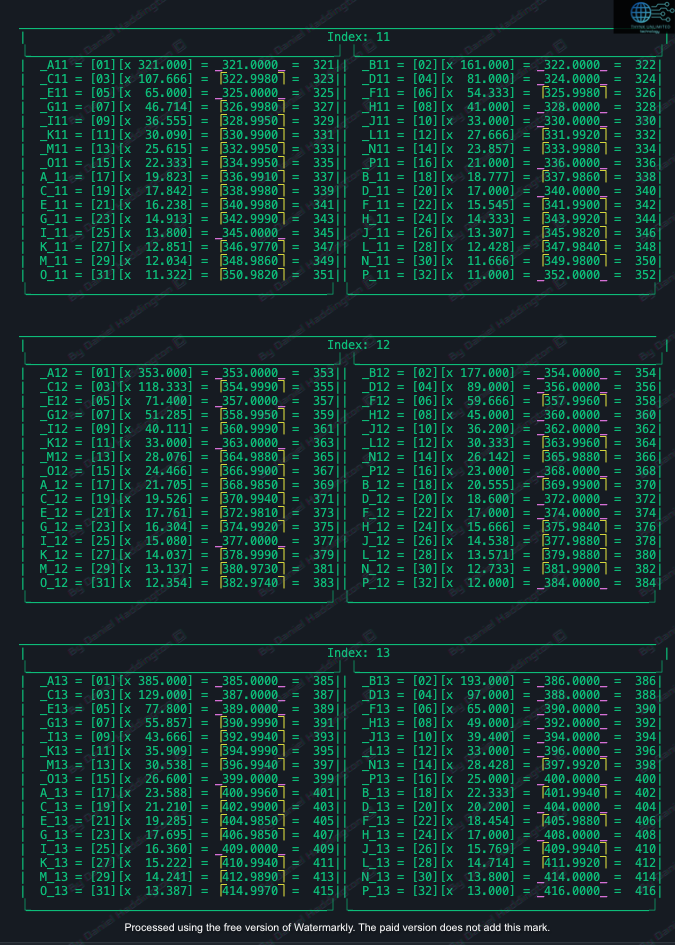 THINK UNLIMITED
technology
Index: 11
_A11 = [01][x 321.000] = _321.0000_ = 321| |_B11 = [02][x 161.000] = _322.0000_ = 322|
_C11 = [03][x 107.666] = ⌈322.9980⌉ = 323| |_D11 = [04][x 81.000] = _324.0000_ = 324|
_E11 = [05][x 65.000] = _325.0000_ = 325| |_F11 = [06][x 54.333] = ⌈325.9980⌉ = 326|
_G11 = [07][x 46.714] = ⌈326.9980⌉ = 327| |_H11 = [08][x 41.000] = _328.0000_ = 328|
_I11 = [09][x 36.555] = ⌈328.9950⌉ = 329| |_J11 = [10][x 33.000] = _330.0000_ = 330|
_K11 = [11][x 30.090] = ⌈330.9900⌉ = 331| |_L11 = [12][x 27.666] = ⌈331.9920⌉ = 332|
_M11 = [13][x 25.615] = ⌈332.9950⌉ = 333| |_N11 = [14][x 23.857] = ⌈333.9980⌉ = 334|
_O11 = [15][x 22.333] = ⌈334.9950⌉ = 335| |_P11 = [16][x 21.000] = _336.0000_ = 336|
A_11 = [17][x 19.823] = ⌈336.9910⌉ = 337| |B_11 = [18][x 18.777] = ⌈337.9860⌉ = 338|
C_11 = [19][x 17.842] = ⌈338.9980⌉ = 339| |D_11 = [20][x 17.000] = _340.0000_ = 340|
E_11 = [21][x 16.238] = ⌈340.9980⌉ = 341| |F_11 = [22][x 15.545] = ⌈341.9900⌉ = 342|
G_11 = [23][x 14.913] = ⌈342.9990⌉ = 343| |H_11 = [24][x 14.333] = ⌈343.9920⌉ = 344|
I_11 = [25][x 13.800] = _345.0000_ = 345| |J_11 = [26][x 13.307] = ⌈345.9820⌉ = 346|
K_11 = [27][x 12.851] = ⌈346.9770⌉ = 347| |L_11 = [28][x 12.428] = ⌈347.9840⌉ = 348|
M_11 = [29][x 12.034] = ⌈348.9860⌉ = 349| |N_11 = [30][x 11.666] = ⌈349.9800⌉ = 350|
O_11 = [31][x 11.322] = ⌈350.9820⌉ = 351| |P_11 = [32][x 11.000] = _352.0000_ = 352|
Index: 12
_A12 = [01][x 353.000] = _353.0000_ = 353| |_B12 = [02][x 177.000] = _354.0000_ = 354|
_C12 = [03][x 118.333] = ⌈354.9990⌉ = 355| |_D12 = [04][x 89.000] = _356.0000_ = 356|
_E12 = [05][x 71.400] = _357.0000_ = 357| |_F12 = [06][x 59.666] = ⌈357.9960⌉ = 358|
_G12 = [07][x 51.285] = ⌈358.9950⌉ = 359| |_H12 = [08][x 45.000] = _360.0000_ = 360|
_I12 = [09][x 40.111] = ⌈360.9990⌉ = 361| |_J12 = [10][x 36.200] = _362.0000_ = 362|
_K12 = [11][x 33.000] = _363.0000_ = 363| |_L12 = [12][x 30.333] = ⌈363.9960⌉ = 364|
_M12 = [13][x 28.076] = ⌈364.9880⌉ = 365| |_N12 = [14][x 26.142] = ⌈365.9880⌉ = 366|
_O12 = [15][x 24.466] = ⌈366.9900⌉ = 367| |_P12 = [16][x 23.000] = _368.0000_ = 368|
A_12 = [17][x 21.705] = ⌈368.9850⌉ = 369| |B_12 = [18][x 20.555] = ⌈369.9900⌉ = 370|
C_12 = [19][x 19.526] = ⌈370.9940⌉ = 371| |D_12 = [20][x 18.600] = _372.0000_ = 372|
E_12 = [21][x 17.761] = ⌈372.9810⌉ = 373| |F_12 = [22][x 17.000] = _374.0000_ = 374|
G_12 = [23][x 16.304] = ⌈374.9920⌉ = 375| |H_12 = [24][x 15.666] = ⌈375.9840⌉ = 376|
I_12 = [25][x 15.080] = _377.0000_ = 377| |J_12 = [26][x 14.538] = ⌈377.9880⌉ = 378|
K_12 = [27][x 14.037] = ⌈378.9990⌉ = 379| |L_12 = [28][x 13.571] = ⌈379.9880⌉ = 380|
M_12 = [29][x 13.137] = ⌈380.9730⌉ = 381| |N_12 = [30][x 12.733] = ⌈381.9900⌉ = 382|
O_12 = [31][x 12.354] = ⌈382.9740⌉ = 383| |P_12 = [32][x 12.000] = _384.0000_ = 384|
Index: 13
_A13 = [01][x 385.000] = _385.0000_ = 385| |_B13 = [02][x 193.000] = _386.0000_ = 386|
_C13 = [03][x 129.000] = _387.0000_ = 387| |_D13 = [04][x 97.000] = _388.0000_ = 388|
_E13 = [05][x 77.800] = _389.0000_ = 389| |_F13 = [06][x 65.000] = _390.0000_ = 390|
_G13 = [07][x 55.857] = ⌈390.9990⌉ = 391| |_H13 = [08][x 49.000] = _392.0000_ = 392|
_I13 = [09][x 43.666] = ⌈392.9940⌉ = 393| |_J13 = [10][x 39.400] = _394.0000_ = 394|
_K13 = [11][x 35.909] = ⌈394.9990⌉ = 395| |_L13 = [12][x 33.000] = _396.0000_ = 396|
_M13 = [13][x 30.538] = ⌈396.9940⌉ = 397| |_N13 = [14][x 28.428] = ⌈397.9920⌉ = 398|
_O13 = [15][x 26.600] = _399.0000_ = 399| |_P13 = [16][x 25.000] = _400.0000_ = 400|
A_13 = [17][x 23.588] = ⌈400.9960⌉ = 401| |B_13 = [18][x 22.333] = ⌈401.9940⌉ = 402|
C_13 = [19][x 21.210] = ⌈402.9900⌉ = 403| |D_13 = [20][x 20.200] = _404.0000_ = 404|
E_13 = [21][x 19.285] = ⌈404.9850⌉ = 405| |F_13 = [22][x 18.454] = ⌈405.9880⌉ = 406|
G_13 = [23][x 17.695] = ⌈406.9850⌉ = 407| |H_13 = [24][x 17.000] = _408.0000_ = 408|
I_13 = [25][x 16.360] = _409.0000_ = 409| |J_13 = [26][x 15.769] = ⌈409.9940⌉ = 410|
K_13 = [27][x 15.222] = ⌈410.9940⌉ = 411| |L_13 = [28][x 14.714] = ⌈411.9920⌉ = 412|
M_13 = [29][x 14.241] = ⌈412.9890⌉ = 413| |N_13 = [30][x 13.800] = _414.0000_ = 414|
O_13 = [31][x 13.387] = ⌈414.9970⌉ = 415| |P_13 = [32][x 13.000] = _416.0000_ = 416|
By Daniel Haddington
Processed using the free version of Watermarkly. The paid version does not add this mark.